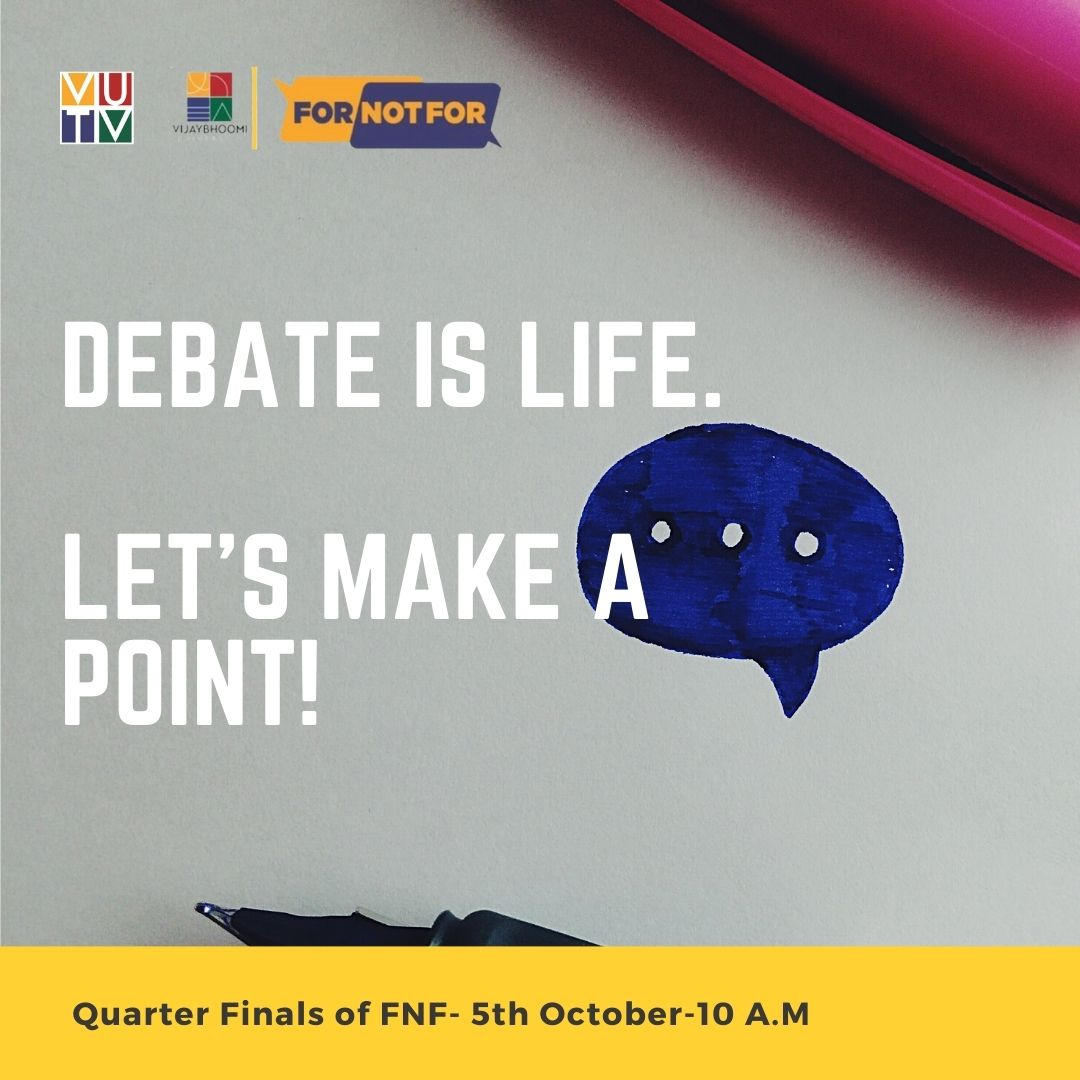 VU
TV
VIJAYBHOOMI
FOR NOT FOR
DEBATE IS LIFE.
LET'S MAKE A
POINT!
Quarter Finals of FNF- 5th October-10 A.M